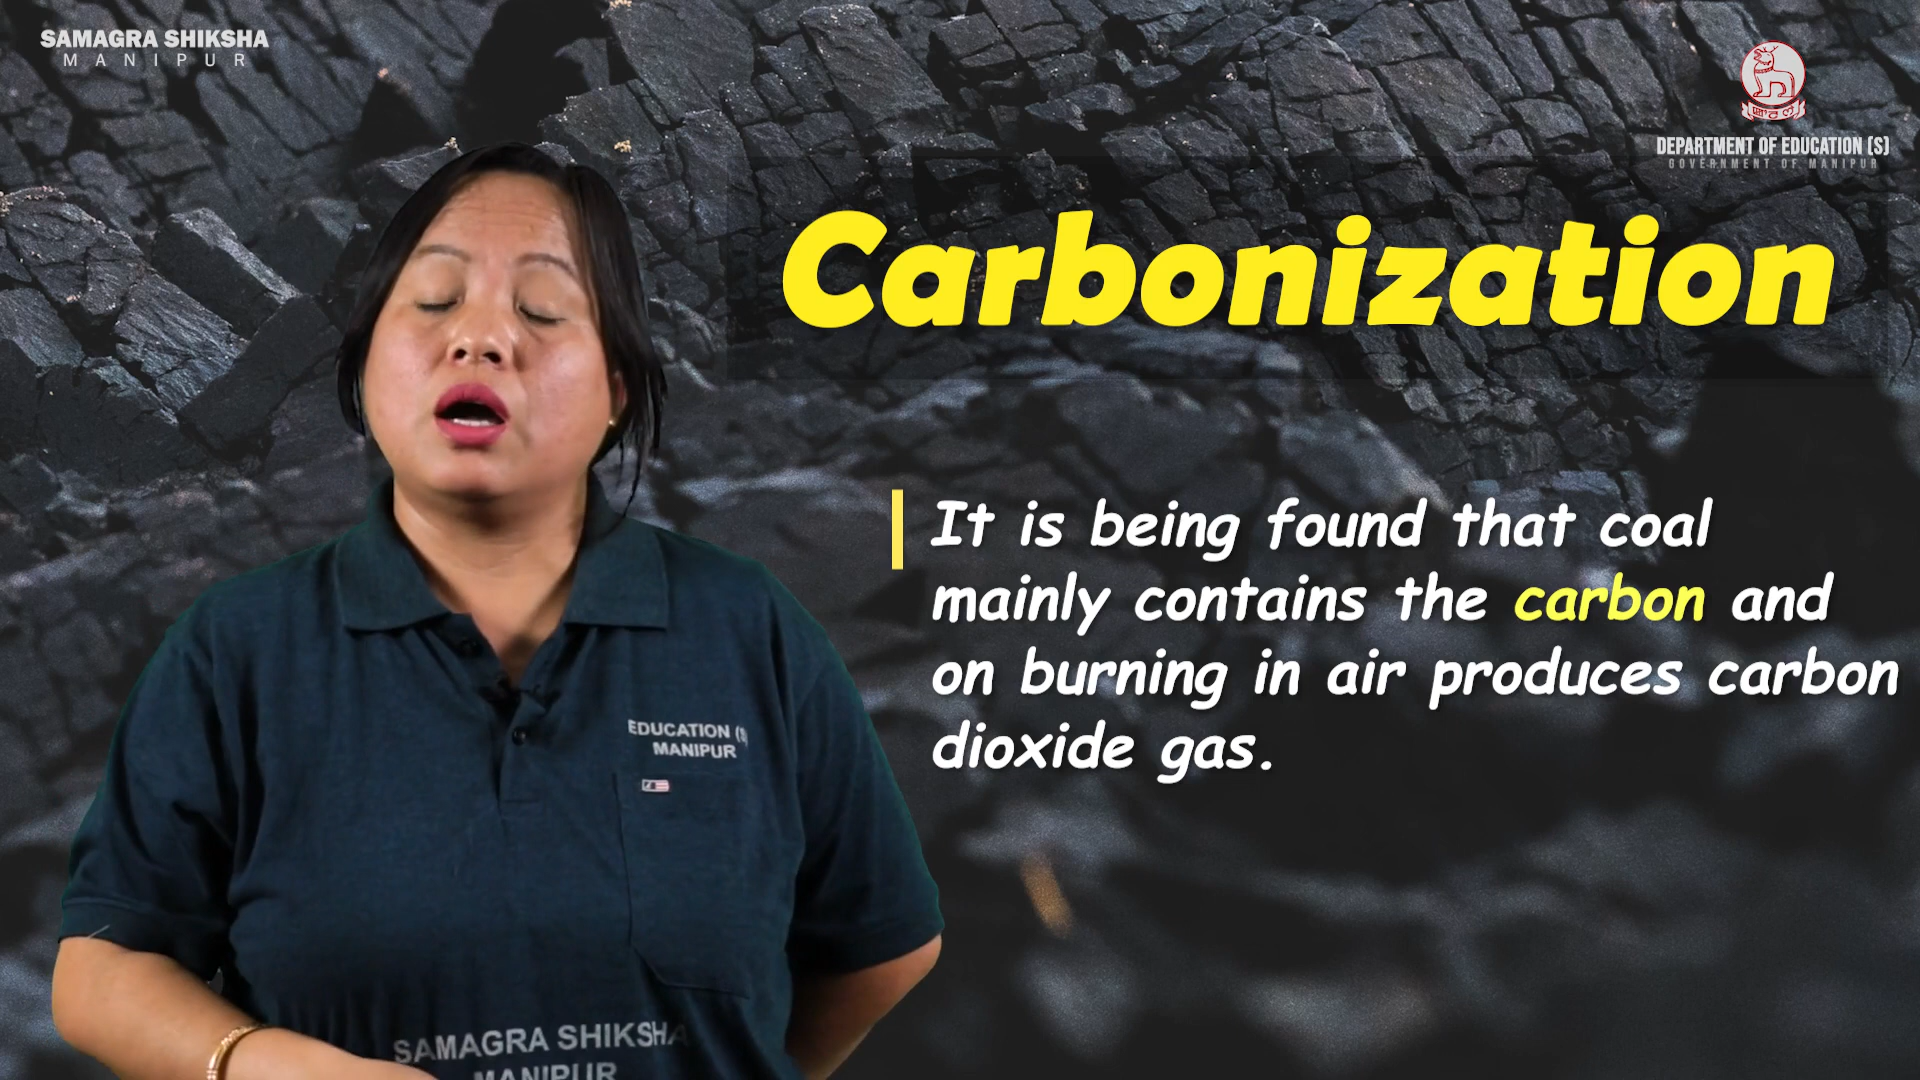 SAMAGRA SHIKSHA
MANIPUR
DEPARTMENT OF EDUCATION (S)
GOVERNMENT OF MANIPUR
Carbonization
It is being found that coal
mainly contains the carbon and
on burning in air produces carbon
dioxide gas.
EDUCATION (S)
MANIPUR
SAMAGRA SHIKSHA
MANIPUR